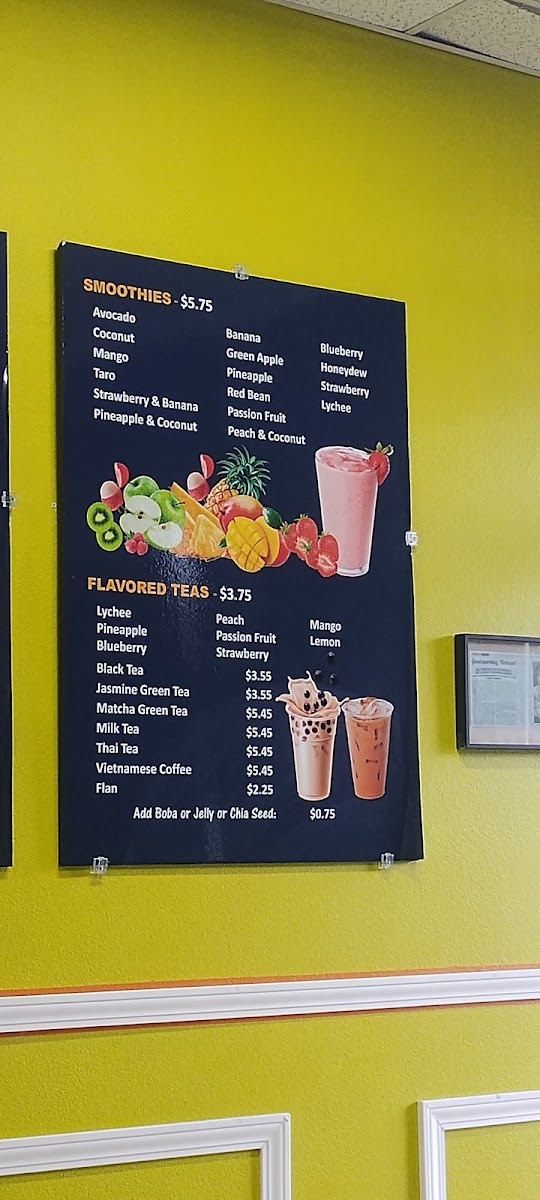 SMOOTHIES - $5.75
Avocado
Coconut
Mango
Taro
Strawberry & Banana
Pineapple & Coconut
Banana
Green Apple
Pineapple
Red Bean
Passion Fruit
Peach & Coconut
Blueberry
Honeydew
Strawberry
Lychee
FLAVORED TEAS - $3.75
Lychee
Pineapple
Blueberry
Peach
Passion Fruit
Strawberry
Mango
Lemon
Black Tea $3.55
Jasmine Green Tea $3.55
Matcha Green Tea $5.45
Milk Tea $5.45
Thai Tea $5.45
Vietnamese Coffee $5.45
Flan $2.25
Add Boba or Jelly or Chia Seed: $0.75